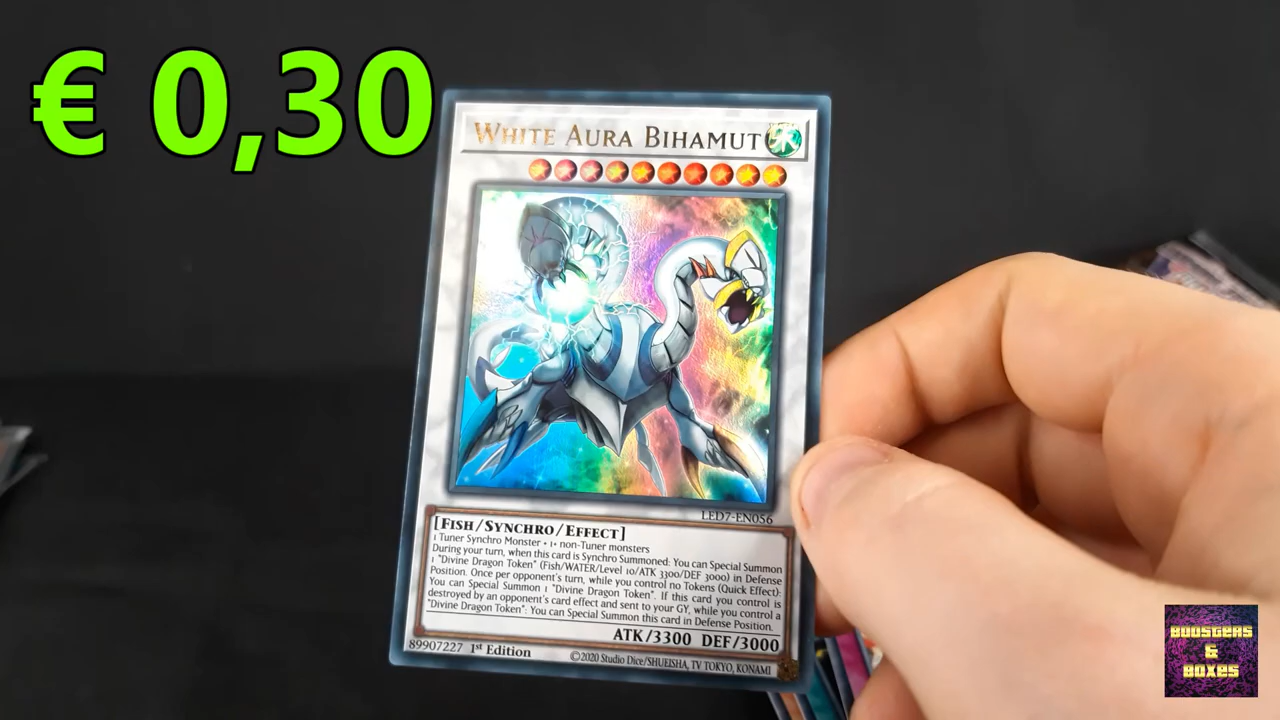 € 0,30
WHITE AURA BIHAMUT
LED7-EN056
[FISH/SYNCHRO/EFFECT]
1 Tuner Synchro Monster + 1+ non-Tuner monsters
During your turn, when this card is Synchro Summoned: You can Special Summon
1 "Divine Dragon Token" (Fish/WATER/Level 10/ATK 3300/DEF 3000) in Defense
Position. Once per opponent's turn, while you control no Tokens (Quick Effect):
You can Special Summon 1 "Divine Dragon Token". If this card you control is
destroyed by an opponent's card effect and sent to your GY, while you control a
"Divine Dragon Token": You can Special Summon this card in Defense Position.
ATK/3300 DEF/3000
89907227 1st Edition
©2020 Studio Dice/SHUEISHA, TV TOKYO, KONAMI
BOOSTERS
&
BOXES